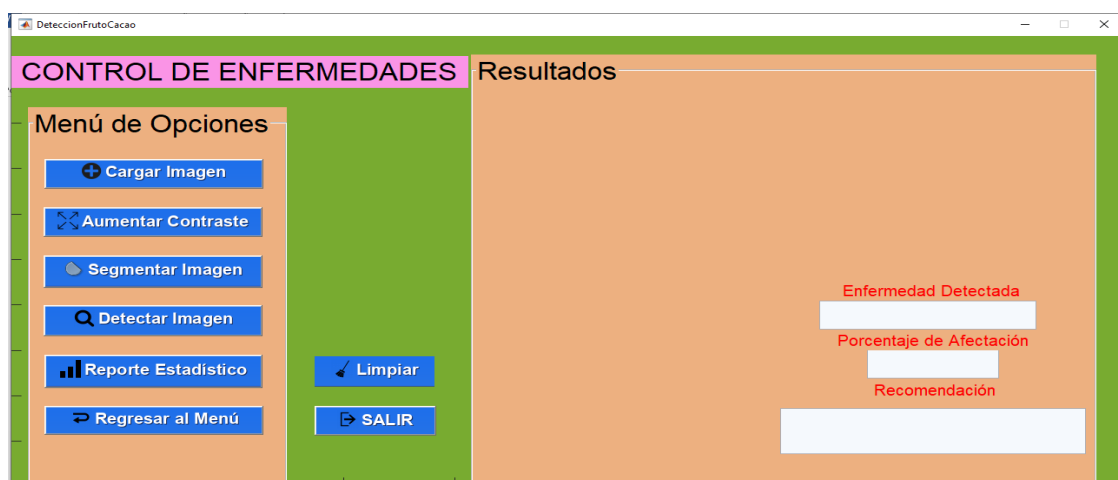 DeteccionFrutoCacao
CONTROL DE ENFERMEDADES
Menú de Opciones
Cargar Imagen
Aumentar Contraste
Segmentar Imagen
Detectar Imagen
Reporte Estadístico
Regresar al Menú
Limpiar
SALIR
Resultados
Enfermedad Detectada
Porcentaje de Afectación
Recomendación